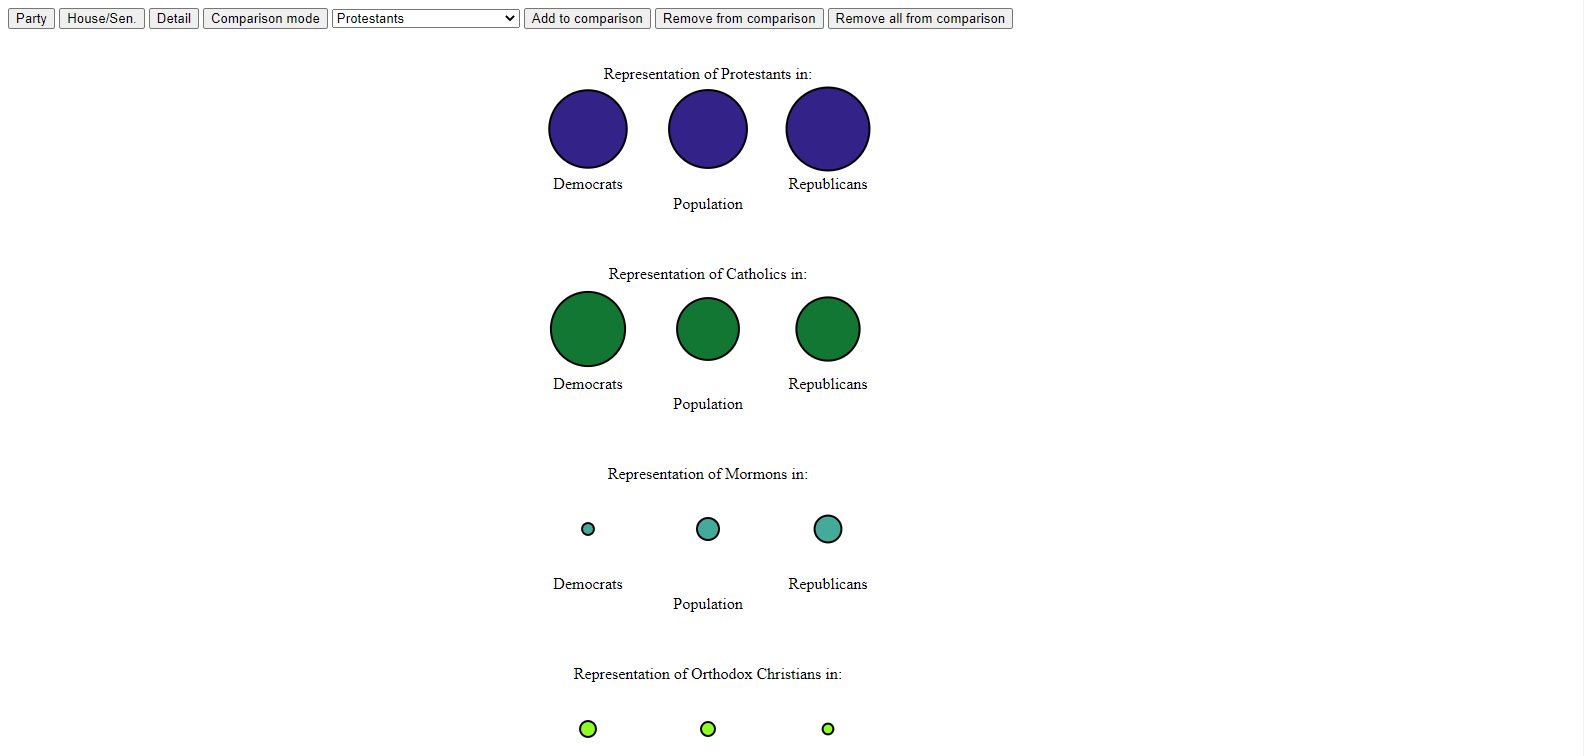 Party House/Sen. Detail Comparison mode Protestants Add to comparison Remove from comparison Remove all from comparison
Representation of Protestants in:
Democrats Republicans
Population
Representation of Catholics in:
Democrats Republicans
Population
Representation of Mormons in:
Democrats Republicans
Population
Representation of Orthodox Christians in: